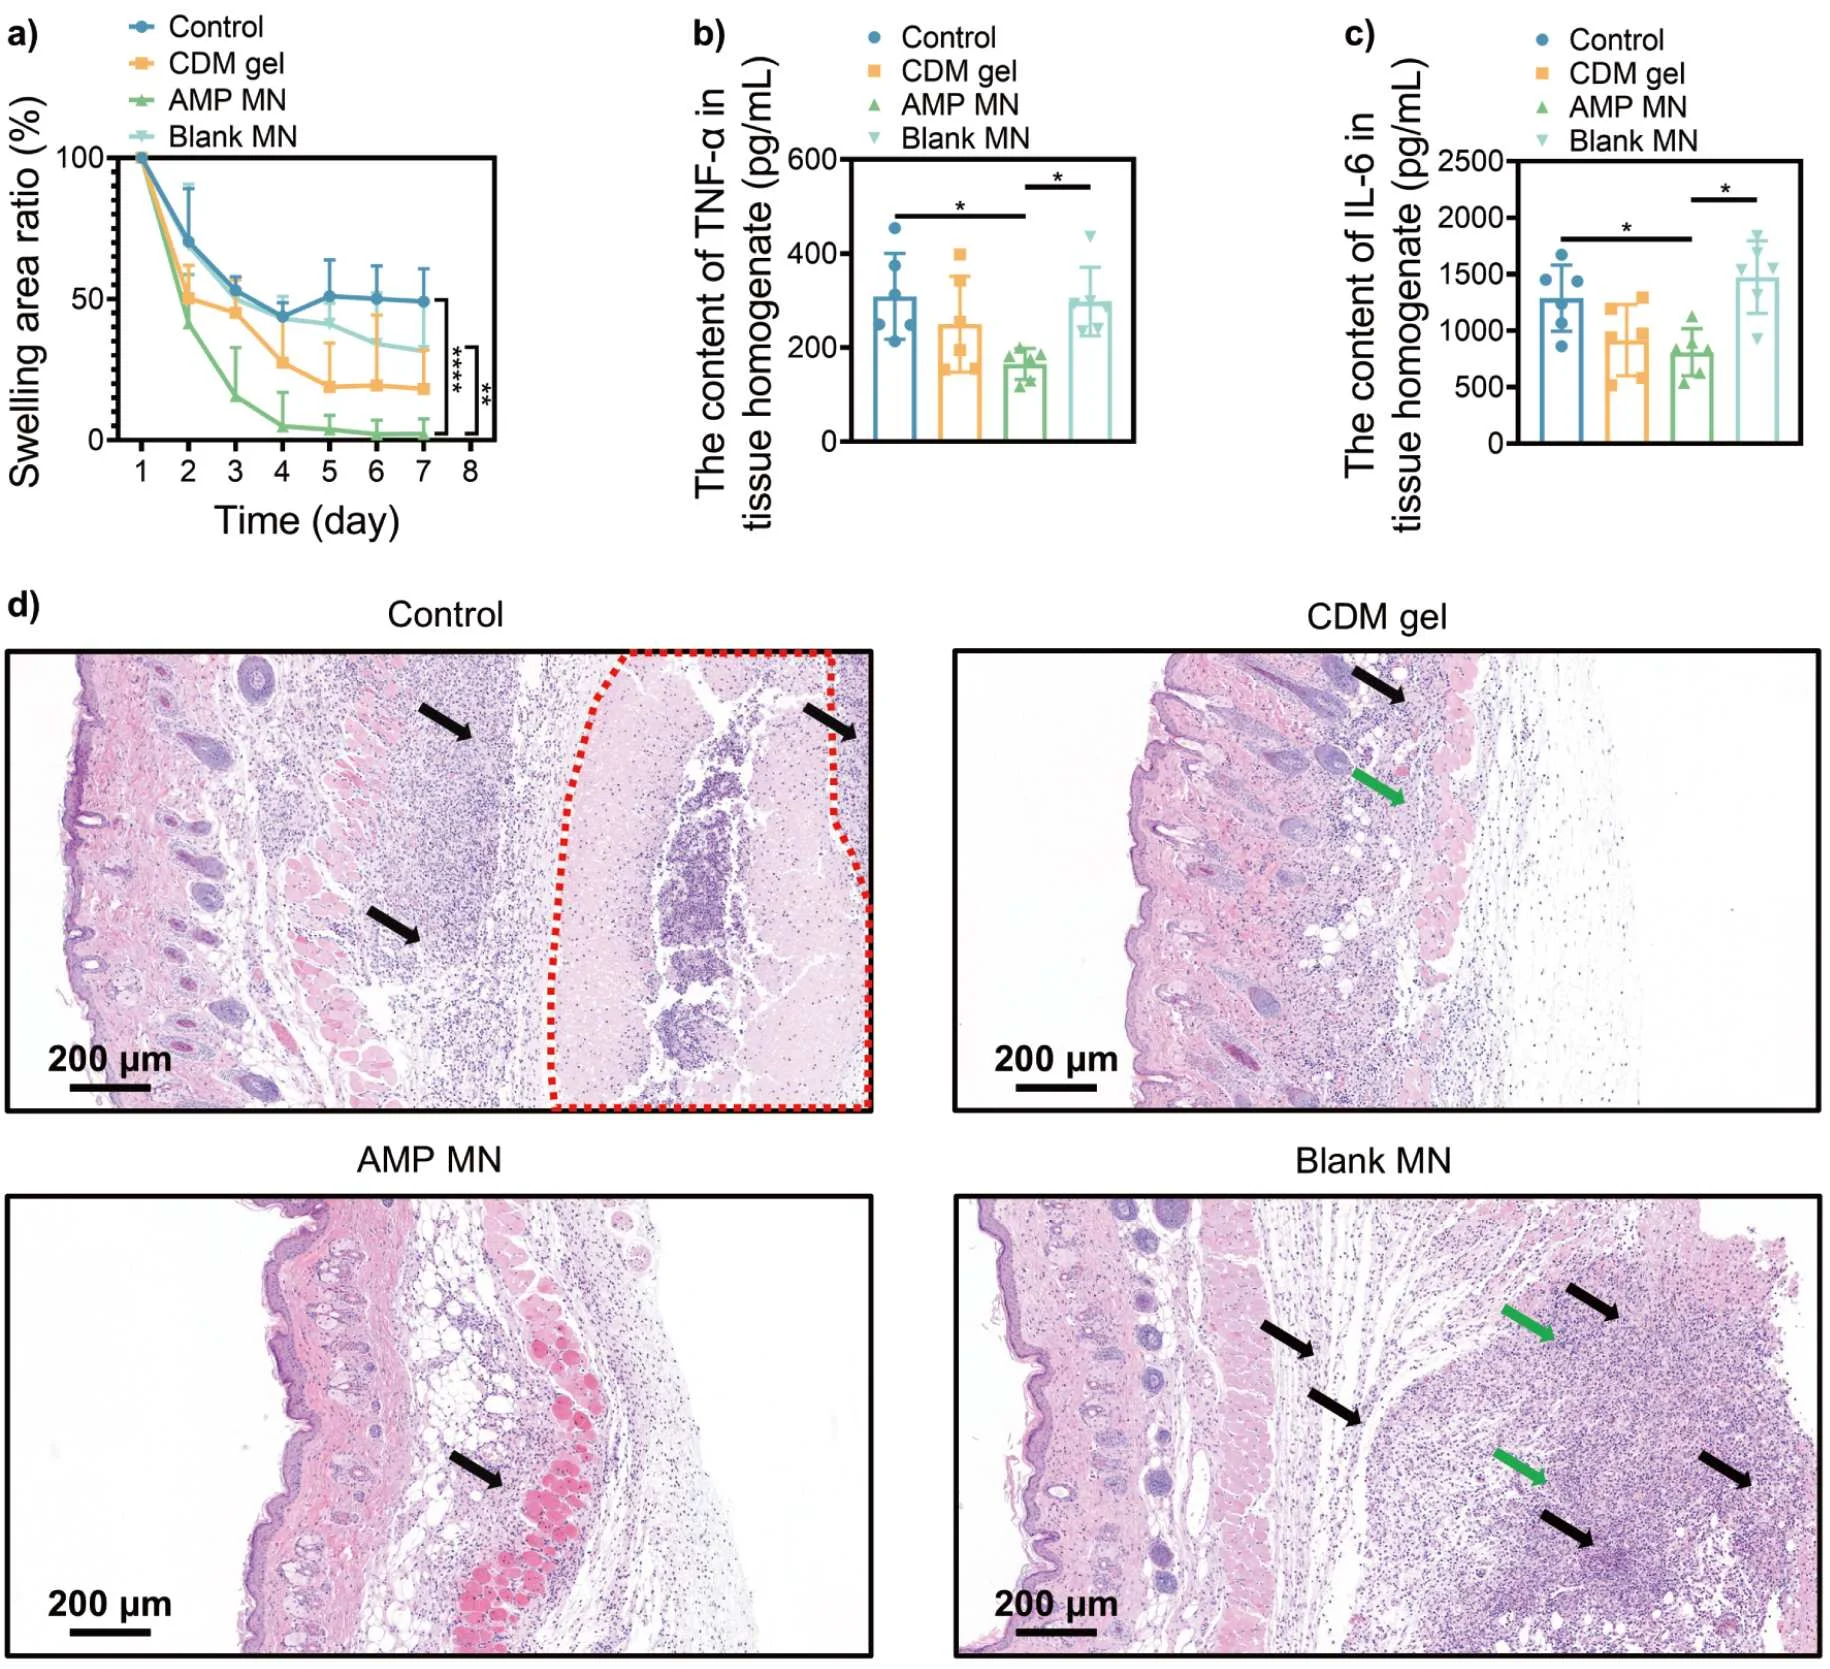 a)
Control
CDM gel
AMP MN
Blank MN
Swelling area ratio (%)
100
50
0
1 2 3 4 5 6 7 8
Time (day)
****
**
b)
Control
CDM gel
AMP MN
Blank MN
The content of TNF-α in
tissue homogenate (pg/mL)
600
400
200
0
*
*
c)
Control
CDM gel
AMP MN
Blank MN
The content of IL-6 in
tissue homogenate (pg/mL)
2500
2000
1500
1000
500
0
*
*
d)
Control
200 μm
CDM gel
200 μm
AMP MN
200 μm
Blank MN
200 μm